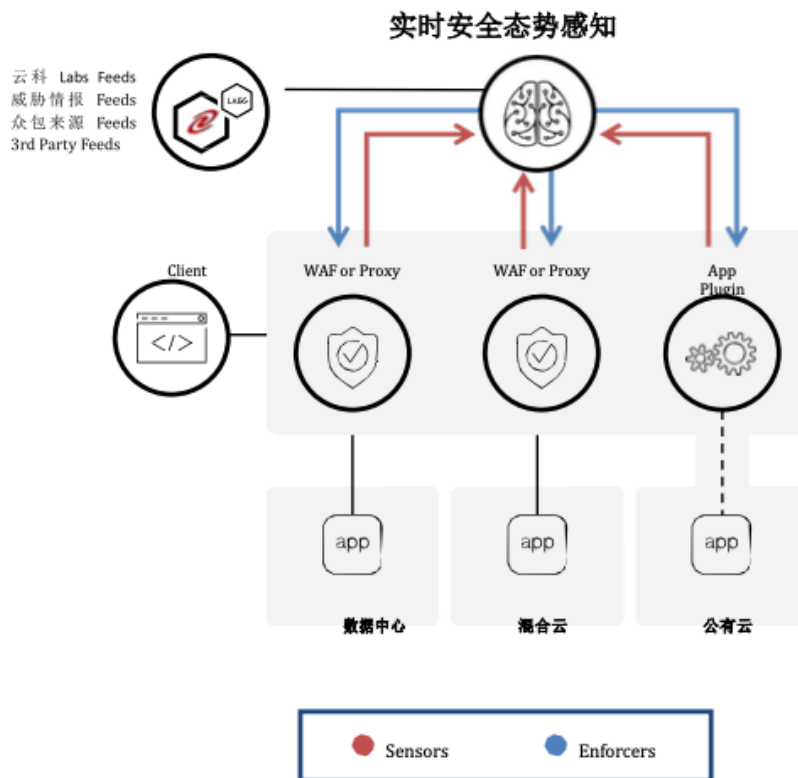 实时安全态势感知
云科 Labs Feeds
威胁情报 Feeds
众包来源 Feeds
3rd Party Feeds
LABS
Client
WAF or Proxy
WAF or Proxy
App
Plugin
</>
app
app
app
数据中心
混合云
公有云
Sensors
Enforcers